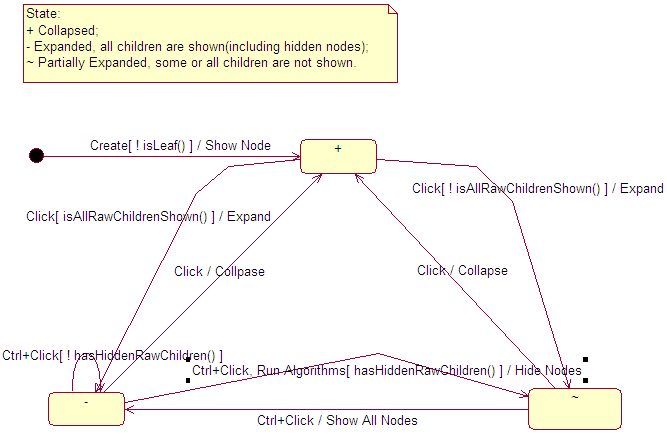 State:
+ Collapsed;
- Expanded, all children are shown(including hidden nodes);
~ Partially Expanded, some or all children are not shown.
Create[ ! isLeaf() ] / Show Node
+
Click[ ! isAllRawChildrenShown() ] / Expand
Click[ isAllRawChildrenShown() ] / Expand
Click / Collpase
Click / Collapse
Ctrl+Click[ ! hasHiddenRawChildren() ]
Ctrl+Click, Run Algorithms[ hasHiddenRawChildren() ] / Hide Nodes
-
~
Ctrl+Click / Show All Nodes